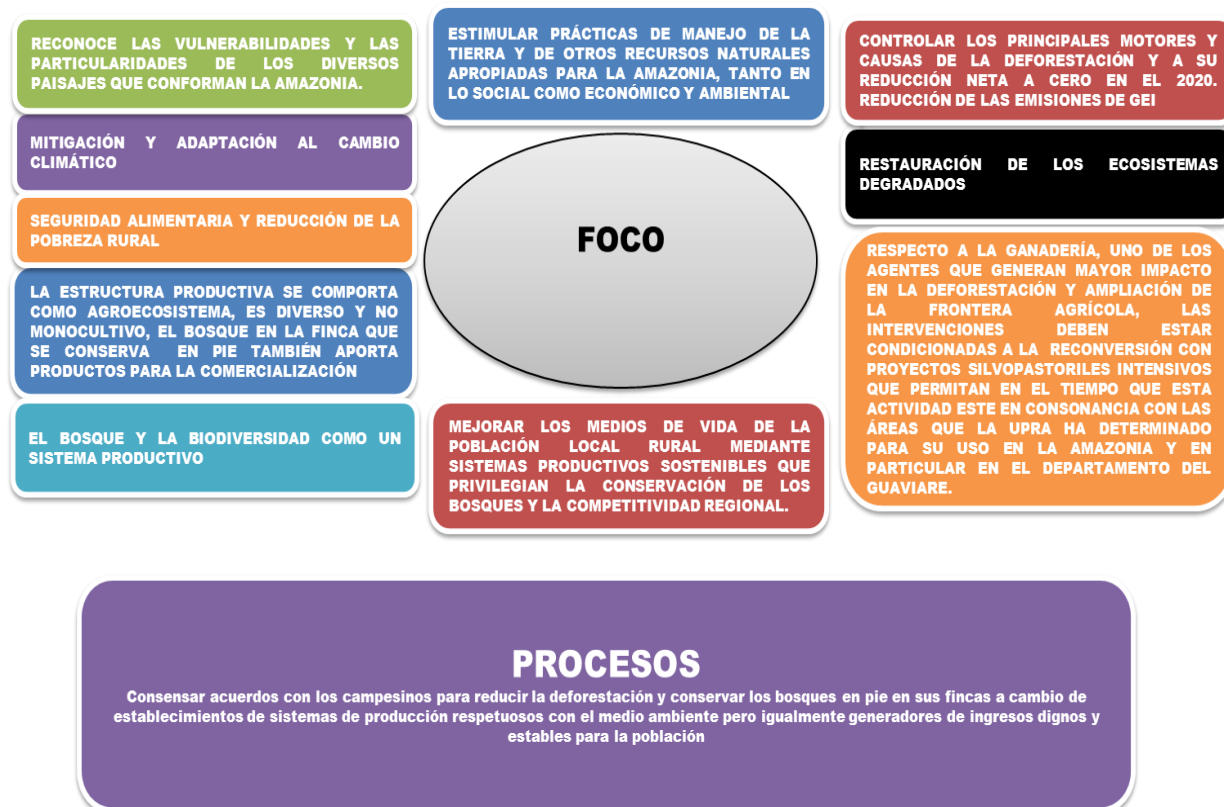 RECONOCE LAS VULNERABILIDADES Y LAS
PARTICULARIDADES DE LOS DIVERSOS
PAISAJES QUE CONFORMAN LA AMAZONIA.
MITIGACIÓN Y ADAPTACIÓN AL CAMBIO
CLIMÁTICO
SEGURIDAD ALIMENTARIA Y REDUCCIÓN DE LA
POBREZA RURAL
LA ESTRUCTURA PRODUCTIVA SE COMPORTA
COMO AGROECOSISTEMA, ES DIVERSO Y NO
MONOCULTIVO, EL BOSQUE EN LA FINCA QUE
SE CONSERVA EN PIE TAMBIÉN APORTA
PRODUCTOS PARA LA COMERCIALIZACIÓN
EL BOSQUE Y LA BIODIVERSIDAD COMO UN
SISTEMA PRODUCTIVO
ESTIMULAR PRÁCTICAS DE MANEJO DE LA
TIERRA Y DE OTROS RECURSOS NATURALES
APROPIADAS PARA LA AMAZONIA, TANTO EN
LO SOCIAL COMO ECONÓMICO Y AMBIENTAL
FOCO
MEJORAR LOS MEDIOS DE VIDA DE LA
POBLACIÓN LOCAL RURAL MEDIANTE
SISTEMAS PRODUCTIVOS SOSTENIBLES QUE
PRIVILEGIAN LA CONSERVACIÓN DE LOS
BOSQUES Y LA COMPETITIVIDAD REGIONAL.
CONTROLAR LOS PRINCIPALES MOTORES Y
CAUSAS DE LA DEFORESTACIÓN Y A SU
REDUCCIÓN NETA A CERO EN EL 2020.
REDUCCIÓN DE LAS EMISIONES DE GEI
RESTAURACIÓN DE LOS ECOSISTEMAS
DEGRADADOS
RESPECTO A LA GANADERÍA, UNO DE LOS
AGENTES QUE GENERAN MAYOR IMPACTO
EN LA DEFORESTACIÓN Y AMPLIACIÓN DE
LA FRONTERA AGRÍCOLA, LAS
INTERVENCIONES DEBEN ESTAR
CONDICIONADAS A LA RECONVERSIÓN CON
PROYECTOS SILVOPASTORILES INTENSIVOS
QUE PERMITAN EN EL TIEMPO QUE ESTA
ACTIVIDAD ESTE EN CONSONANCIA CON LAS
ÁREAS QUE LA UPRA HA DETERMINADO
PARA SU USO EN LA AMAZONIA Y EN
PARTICULAR EN EL DEPARTAMENTO DEL
GUAVIARE.
PROCESOS
Consensar acuerdos con los campesinos para reducir la deforestación y conservar los bosques en pie en sus fincas a cambio de
establecimientos de sistemas de producción respetuosos con el medio ambiente pero igualmente generadores de ingresos dignos y
estables para la población